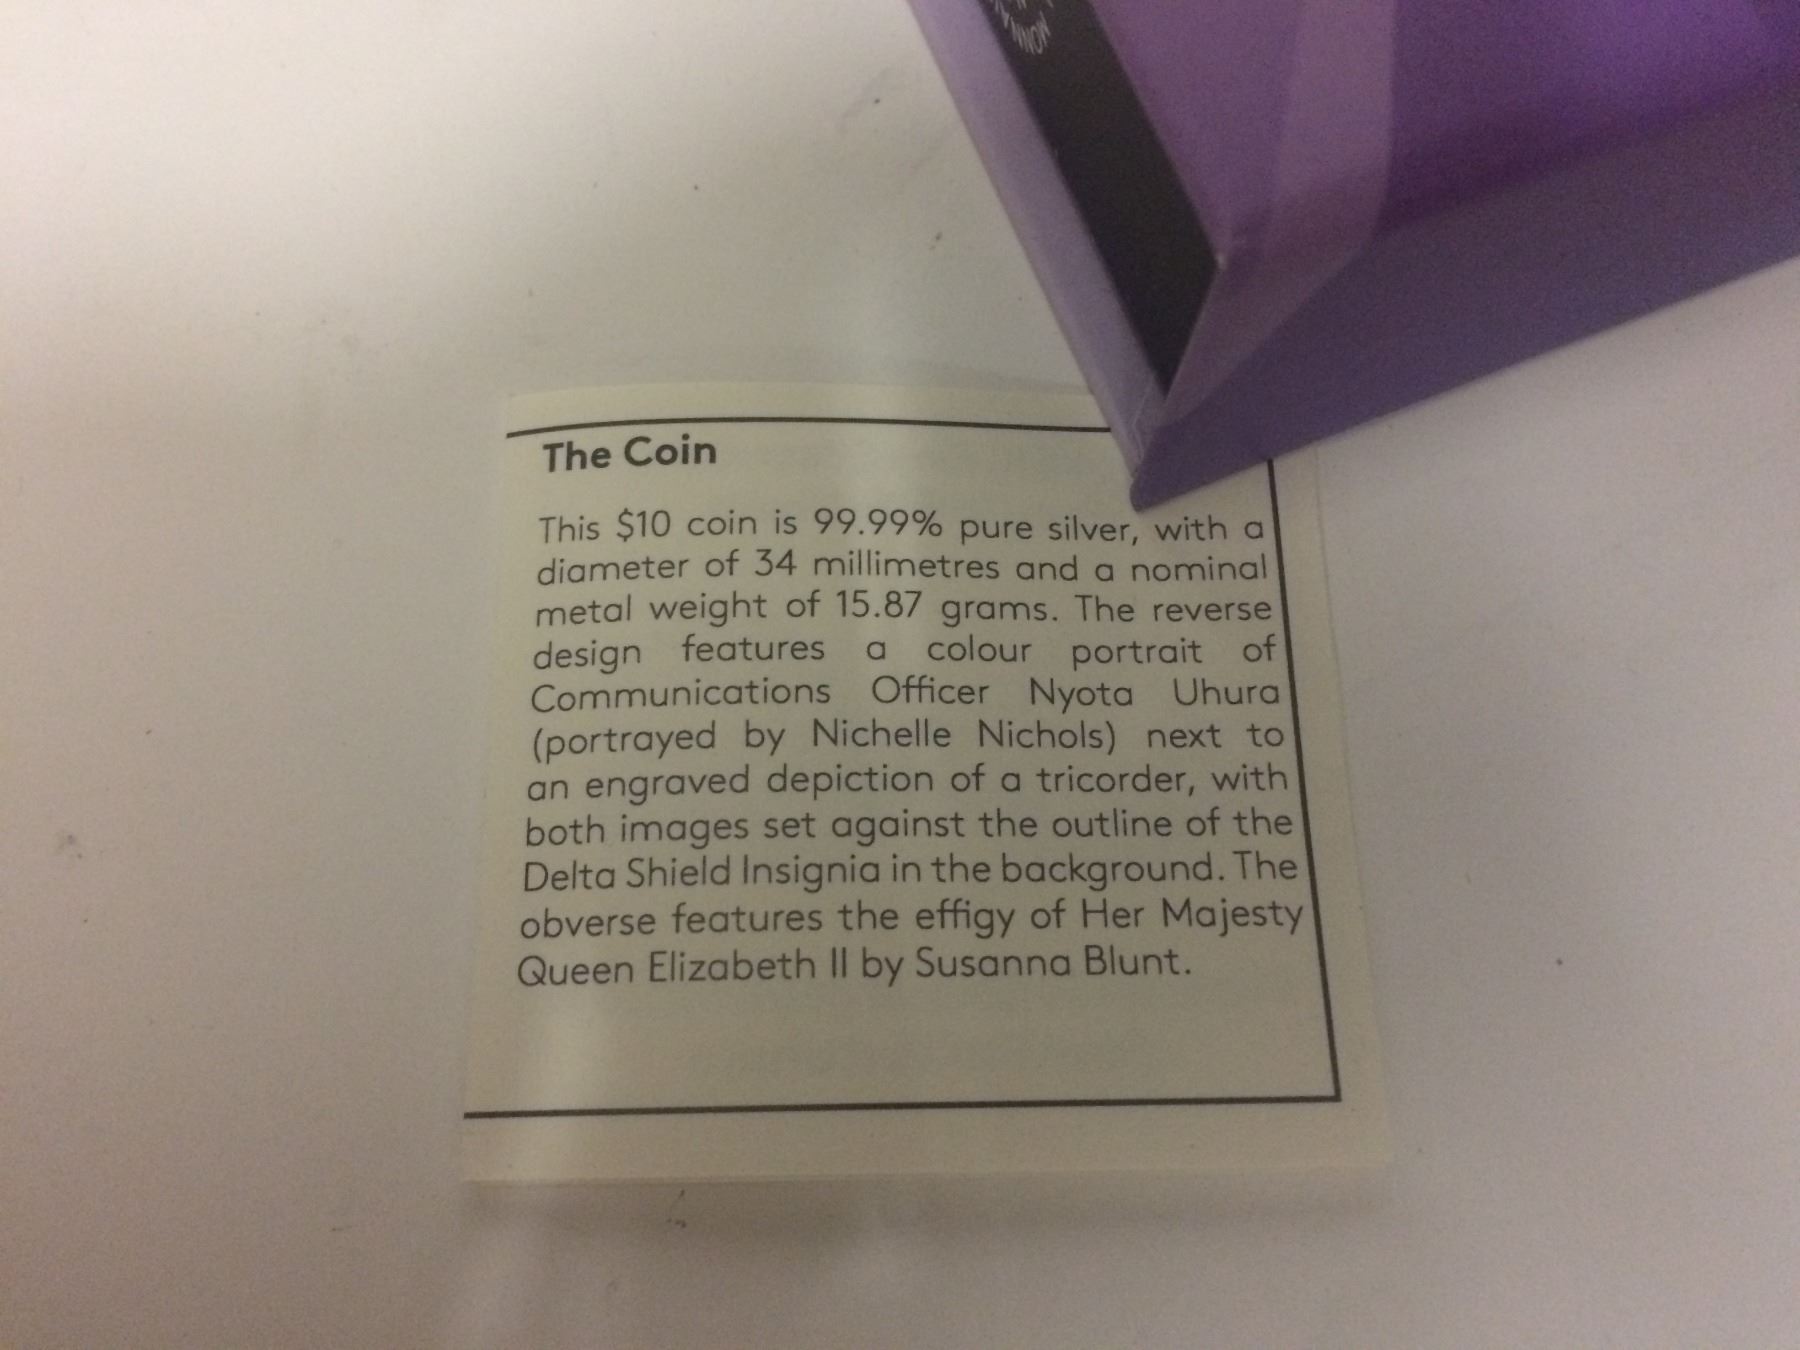 The Coin
This $10 coin is 99.99% pure silver, with a
diameter of 34 millimetres and a nominal
metal weight of 15.87 grams. The reverse
design features a colour portrait of
Communications Officer Nyota Uhura
(portrayed by Nichelle Nichols) next to
an engraved depiction of a tricorder, with
both images set against the outline of the
Delta Shield Insignia in the background. The
obverse features the effigy of Her Majesty
Queen Elizabeth II by Susanna Blunt.